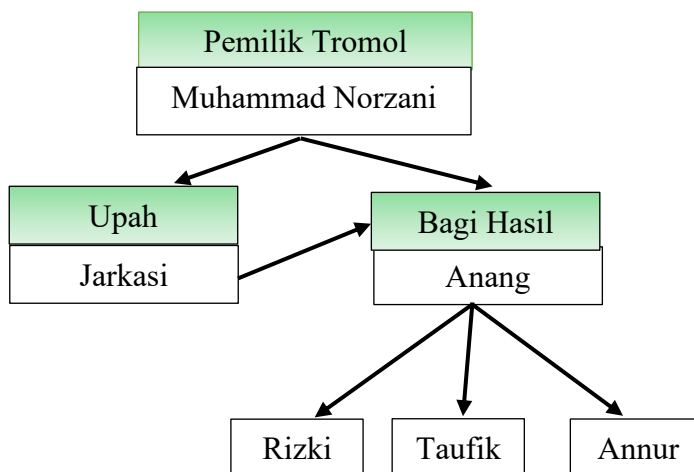 Pemilik Tromol
Muhammad Norzani
Upah
Jarkasi
Bagi Hasil
Anang
Rizki
Taufik
Annur